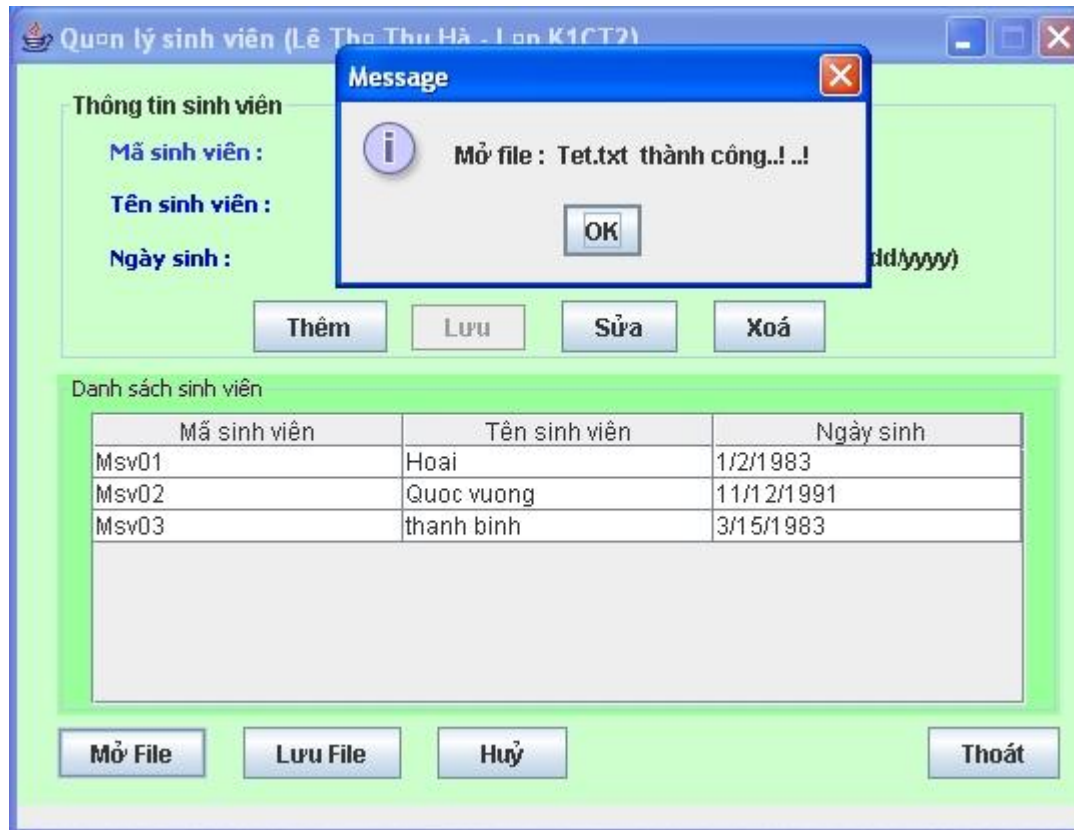 Qu¤n lý sinh viên (Lê Th¤ Thu Hà - L¤n K1CT2)
Message
Mở file : Tet.txt thành công..! ..!
OK
Thông tin sinh viên
Mã sinh viên :
Tên sinh viên :
Ngày sinh :
dd/yyyy)
Thêm Lưu Sửa Xoá
Danh sách sinh viên
Mã sinh viên Tên sinh viên Ngày sinh
Msv01 Hoai 1/2/1983
Msv02 Quoc vuong 11/12/1991
Msv03 thanh binh 3/15/1983
Mở File Lưu File Huỷ Thoát